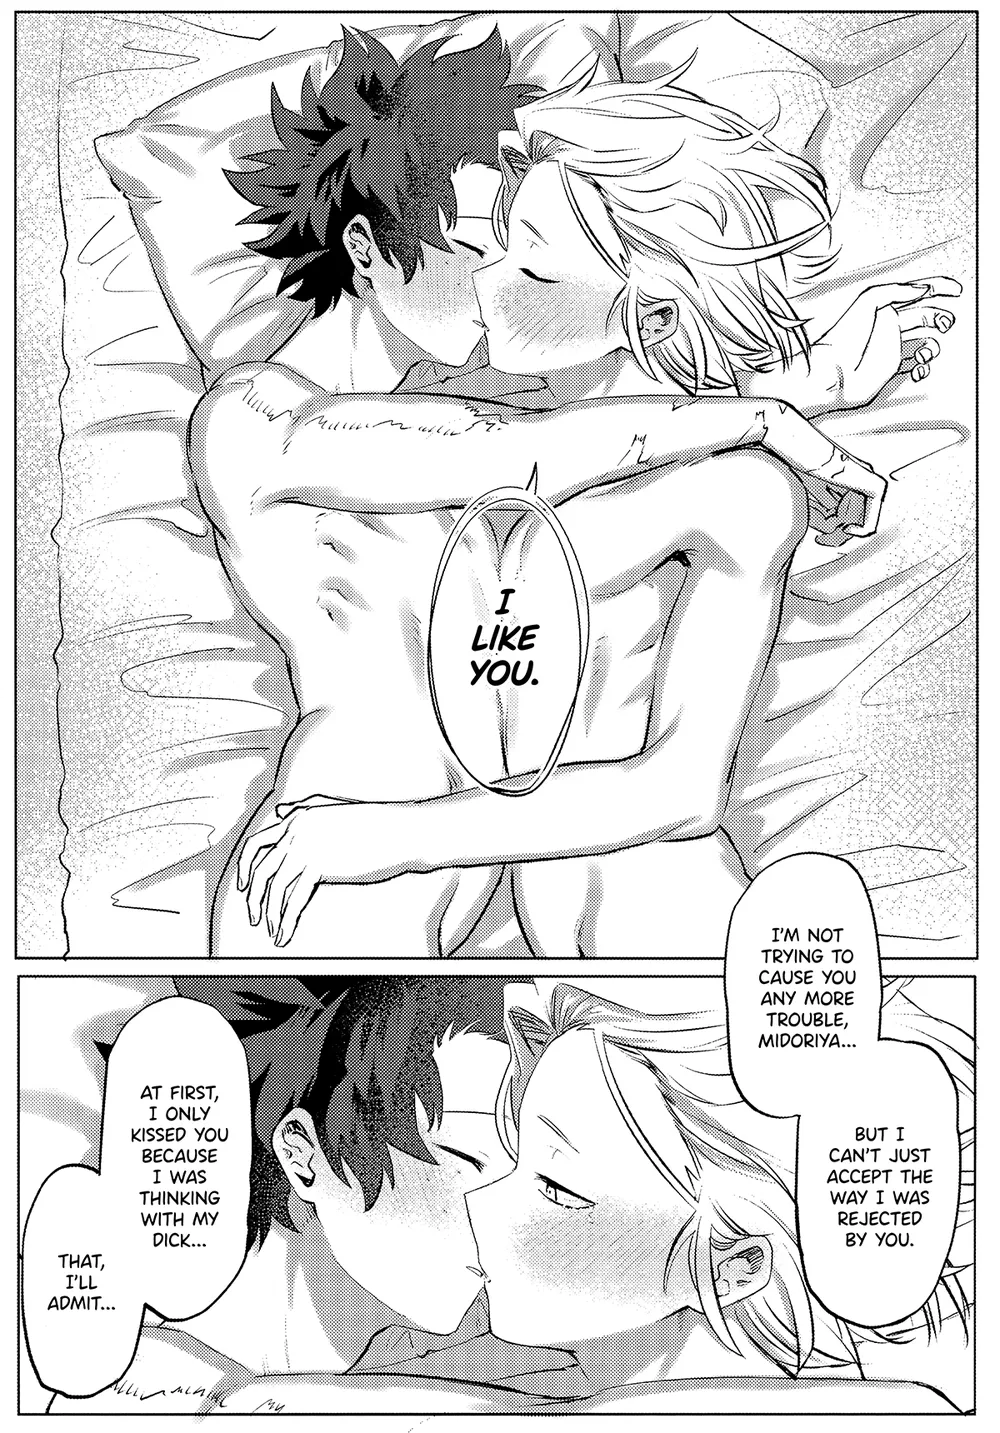 I
LIKE
YOU.
I'M NOT
TRYING TO
CAUSE YOU
ANY MORE
TROUBLE,
MIDORIYA...
BUT I
CAN'T JUST
ACCEPT THE
WAY I WAS
REJECTED
BY YOU.
AT FIRST,
I ONLY
KISSED YOU
BECAUSE
I WAS
THINKING
WITH MY
DICK...
THAT,
I'LL
ADMIT...